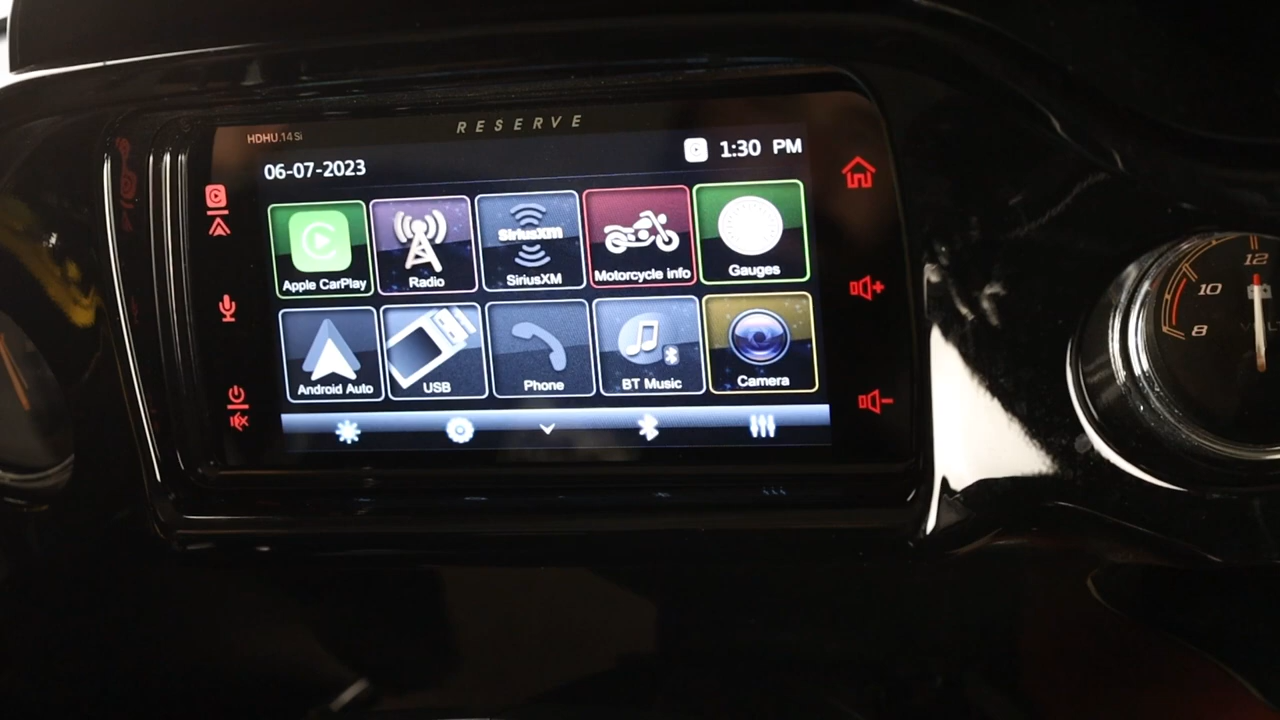 HDHU.14Si
RESERVE
06-07-2023
1:30 PM
Apple CarPlay
Radio
SiriusXM
SiriusXM
Motorcycle info
Gauges
Android Auto
USB
Phone
BT Music
Camera
12
10
8